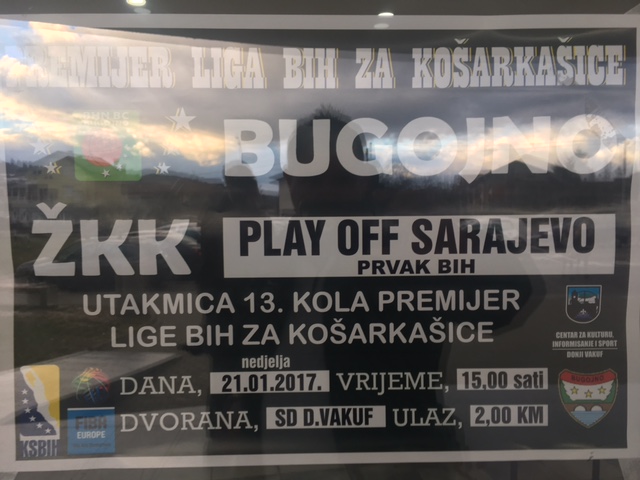 PREMIJER LIGA BIH ZA KOŠARKAŠICE
BUGOJNO
ŽKK
PLAY OFF SARAJEVO
PRVAK BIH
UTAKMICA 13. KOLA PREMIJER
LIGE BIH ZA KOŠARKAŠICE
CENTAR ZA KULTURU,
INFORMISANJE I SPORT
DONJI VAKUF
nedjelja
DANA, 21.01.2017. VRIJEME, 15,00 sati
DVORANA, SD D.VAKUF ULAZ, 2,00 KM
KSBIH
FIBA
EUROPE
BUGOJNO